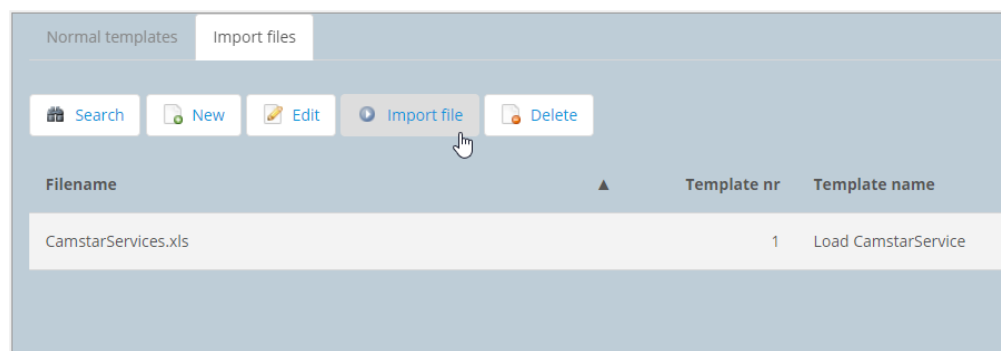 Normal templates Import files
Search New Edit Import file Delete
Filename ▲ Template nr Template name
CamstarServices.xls 1 Load CamstarService